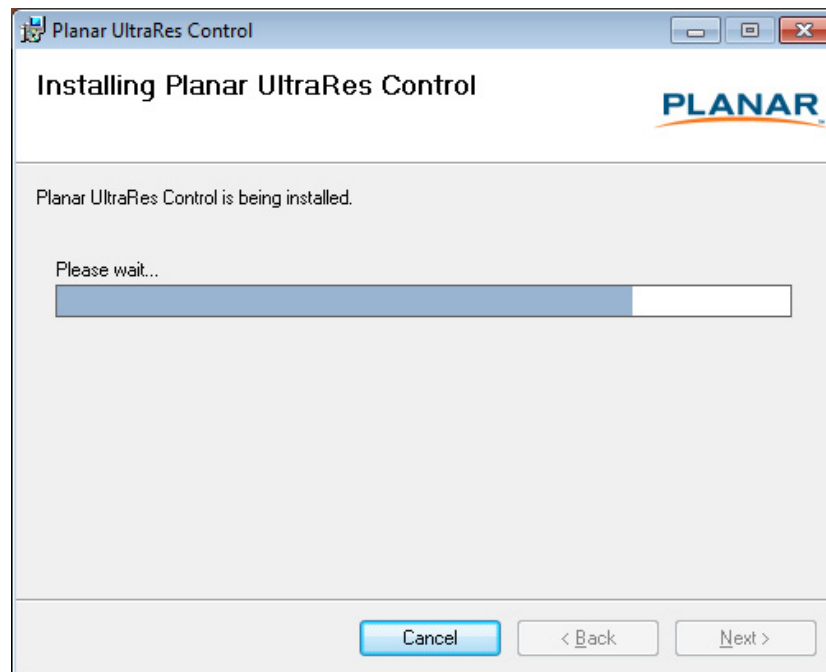 Planar UltraRes Control
Installing Planar UltraRes Control
PLANAR
Planar UltraRes Control is being installed.
Please wait...
Cancel
< Back
Next >